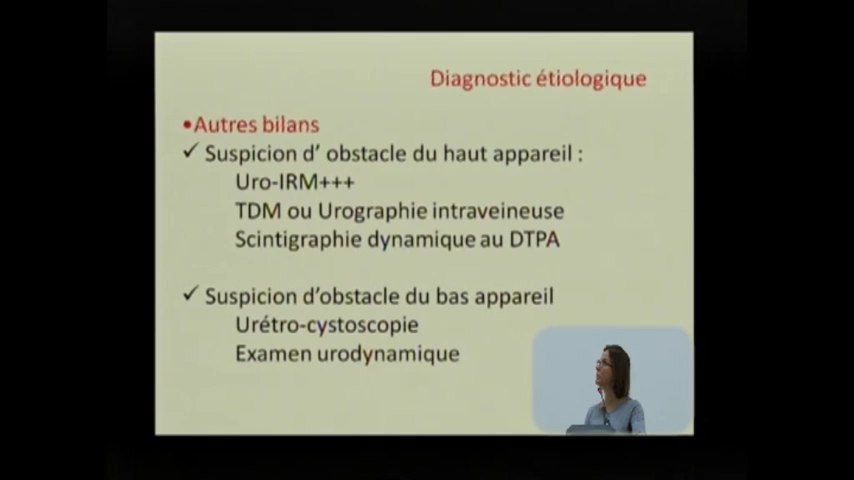 Diagnostic étiologique
•Autres bilans
✓ Suspicion d’ obstacle du haut appareil :
Uro-IRM+++
TDM ou Urographie intraveineuse
Scintigraphie dynamique au DTPA
✓ Suspicion d’obstacle du bas appareil
Urétro-cystoscopie
Examen urodynamique